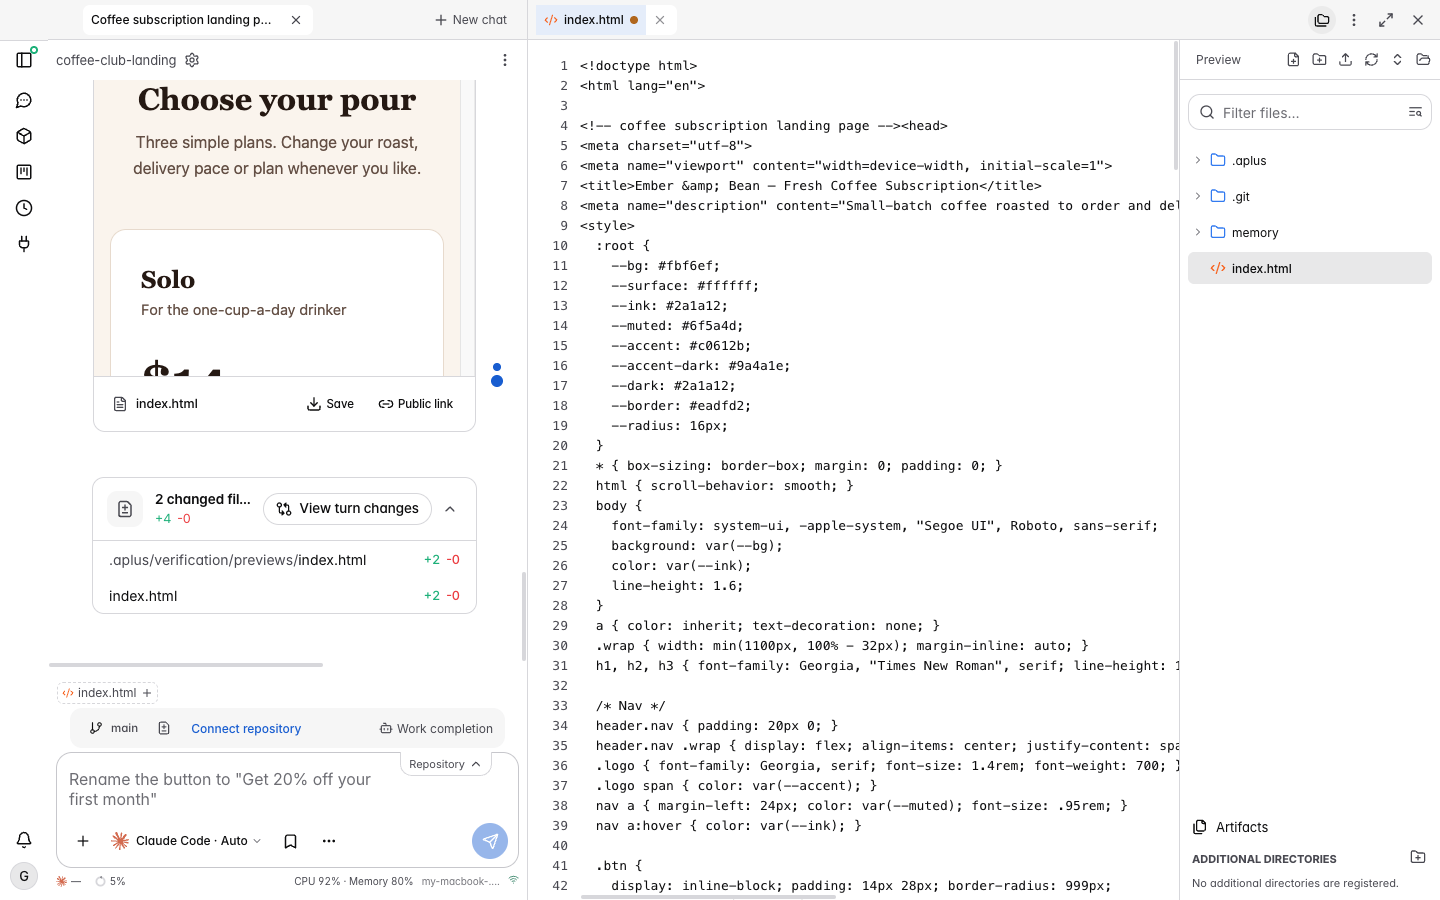 Coffee subscription landing p...
New chat
index.html
coffee-club-landing
Choose your pour
Three simple plans. Change your roast,
delivery pace or plan whenever you like.
Solo
For the one-cup-a-day drinker
index.html
Save
Public link
2 changed fil...
+4 -0
View turn changes
.aplus/verification/previews/index.html
+2 -0
index.html
+2 -0
index.html
main
Connect repository
Work completion
Repository
Rename the button to "Get 20% off your
first month"
Claude Code · Auto
G
—
5%
CPU 92% · Memory 80%
my-macbook-....
1 <!doctype html>
2 <html lang="en">
3
4 <!-- coffee subscription landing page --><head>
5 <meta charset="utf-8">
6 <meta name="viewport" content="width=device-width, initial-scale=1">
7 <title>Ember &amp; Bean — Fresh Coffee Subscription</title>
8 <meta name="description" content="Small-batch coffee roasted to order and del
9 <style>
10 :root {
11 --bg: #fbf6ef;
12 --surface: #ffffff;
13 --ink: #2a1a12;
14 --muted: #6f5a4d;
15 --accent: #c0612b;
16 --accent-dark: #9a4a1e;
17 --dark: #2a1a12;
18 --border: #eadfd2;
19 --radius: 16px;
20 }
21 * { box-sizing: border-box; margin: 0; padding: 0; }
22 html { scroll-behavior: smooth; }
23 body {
24 font-family: system-ui, -apple-system, "Segoe UI", Roboto, sans-serif;
25 background: var(--bg);
26 color: var(--ink);
27 line-height: 1.6;
28 }
29 a { color: inherit; text-decoration: none; }
30 .wrap { width: min(1100px, 100% - 32px); margin-inline: auto; }
31 h1, h2, h3 { font-family: Georgia, "Times New Roman", serif; line-height: 1
32
33 /* Nav */
34 header.nav { padding: 20px 0; }
35 header.nav .wrap { display: flex; align-items: center; justify-content: spa
36 .logo { font-family: Georgia, serif; font-size: 1.4rem; font-weight: 700; }
37 .logo span { color: var(--accent); }
38 nav a { margin-left: 24px; color: var(--muted); font-size: .95rem; }
39 nav a:hover { color: var(--ink); }
40
41 .btn {
42 display: inline-block; padding: 14px 28px; border-radius: 999px;
Preview
Filter files...
.aplus
.git
memory
index.html
Artifacts
ADDITIONAL DIRECTORIES
No additional directories are registered.